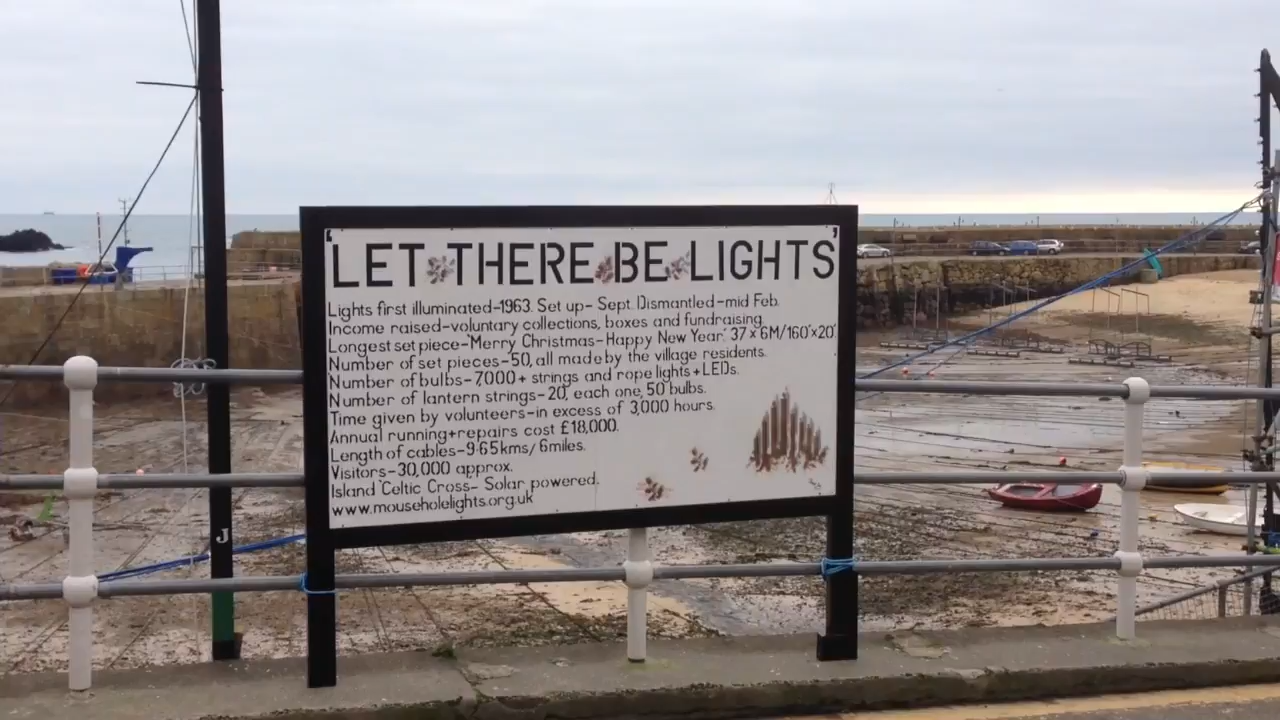 'LET THERE BE LIGHTS'
Lights first illuminated-1963. Set up- Sept. Dismantled-mid Feb.
Income raised-voluntary collections, boxes and fundraising.
Longest set piece-'Merry Christmas-Happy New Year.' 37 x 6M/160'x20'
Number of set pieces-50, all made by the village residents.
Number of bulbs-7000+ strings and rope lights+LEDs.
Number of lantern strings-20, each one, 50 bulbs.
Time given by volunteers-in excess of 3,000 hours.
Annual running+repairs cost £18,000.
Length of cables-9.65kms/6miles.
Visitors-30,000 approx.
Island Celtic Cross- Solar powered.
www.mouseholelights.org.uk
J